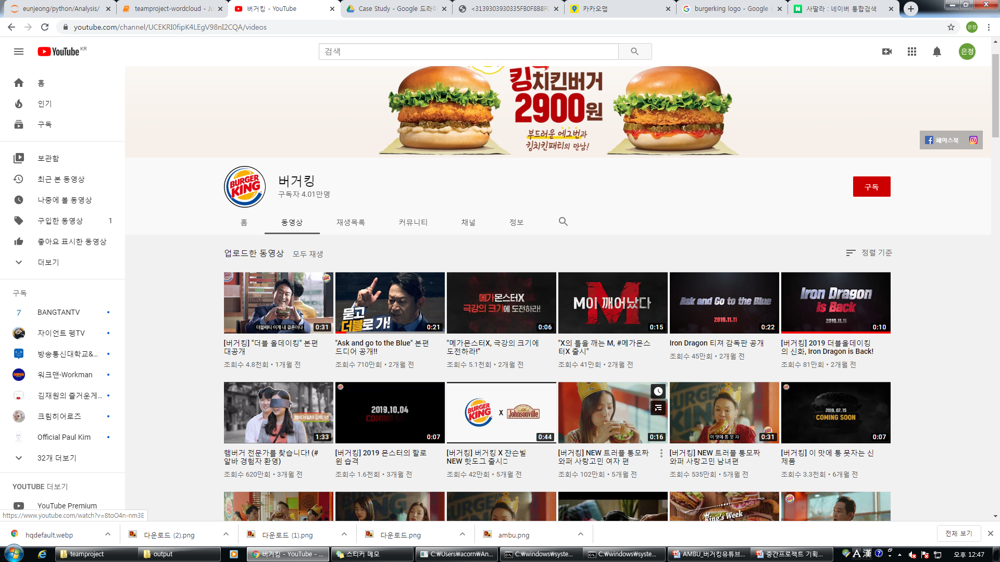 eunjeong/python/Analysis/
teamproject-wordcloud - Ju
버거킹 - YouTube
Case Study - Google 드라이
<3139303930335FB0F8B8F0
카카오맵
burgerking logo - Google
사딸라 : 네이버 통합검색
youtube.com/channel/UCEKRI0fipK4LEgV98nI2CQA/videos
은정
YouTube KR
검색
은정
홈
인기
구독
보관함
최근 본 동영상
나중에 볼 동영상
구입한 동영상 1
좋아요 표시한 동영상
더보기
구독
BANGTANTV
자이언트 펭TV
방송통신대학교&...
워크맨-Workman
김재원의 즐거운게...
크림히어로즈
Official Paul Kim
32개 더보기
YOUTUBE 더보기
YouTube Premium
https://www.youtube.com/watch?v=8toO4n-nm3E
킹치킨버거
2900원
부드러운 에그번과
킹치킨패티의 만남!
페이스북
BURGER
KING
버거킹
구독자 4.01만명
구독
홈
동영상
재생목록
커뮤니티
채널
정보
업로드한 동영상
모두 재생
정렬 기준
더블패티 이게 내 결론이다
0:31
묻고
더블로 가!
0:21
메가몬스터X
극강의 크기에 도전하라!
0:06
M
M이 깨어났다
0:15
Ask and Go to the Blue
2019.11.11
0:22
Iron Dragon
is Back
2019.11.11
0:10
[버거킹] "더블 올데이킹" 본편
대공개
조회수 4.8천회 • 1개월 전
"Ask and go to the Blue" 본편
드디어 공개!!
조회수 710만회 • 2개월 전
"메가몬스터X, 극강의 크기에
도전하라!"
조회수 5.1천회 • 2개월 전
"X의 틀을 깨는 M, #메가몬스
터X 출시"
조회수 41만회 • 2개월 전
Iron Dragon 티져 감독판 공개
조회수 45만회 • 2개월 전
[버거킹] 2019 더블올데이킹
의 신화, Iron Dragon is Back!
조회수 81만회 • 2개월 전
햄버거 알바 경력 1년
1:33
2019.10.04
COMING
0:07
BURGER
KING
X
Johnsonville
0:44
0:16
BURGER
KING
이 맛에 통 못 자
0:31
2019. 07. 15
COMING SOON
0:07
햄버거 전문가를 찾습니다! (#
알바 경험자 환영)
조회수 620만회 • 3개월 전
[버거킹] 2019 몬스터의 할로
윈 습격
조회수 1.6천회 • 3개월 전
[버거킹] 버거킹 X 쟌슨빌
NEW 핫도그 출시
조회수 42만회 • 5개월 전
[버거킹] NEW 트러플 통모짜
와퍼 사랑고민 여자 편
조회수 102만회 • 5개월 전
[버거킹] NEW 트러플 통모짜
와퍼 사랑고민 남녀편
조회수 535만회 • 5개월 전
[버거킹] 이 맛에 통 못자는 신
제품
조회수 3.3천회 • 6개월 전
King's Week
hqdefault.webp
다운로드 (2).png
다운로드 (1).png
다운로드.png
ambu.png
전체 보기
teamproject
output
버거킹 - YouTube - ...
스티커 메모
C:₩Users₩acorn₩An...
C:₩windows₩syste...
C:₩windows₩syste...
AMBU_버거킹유튜브...
중간프로젝트 기획...
A 漢
오후 12:47